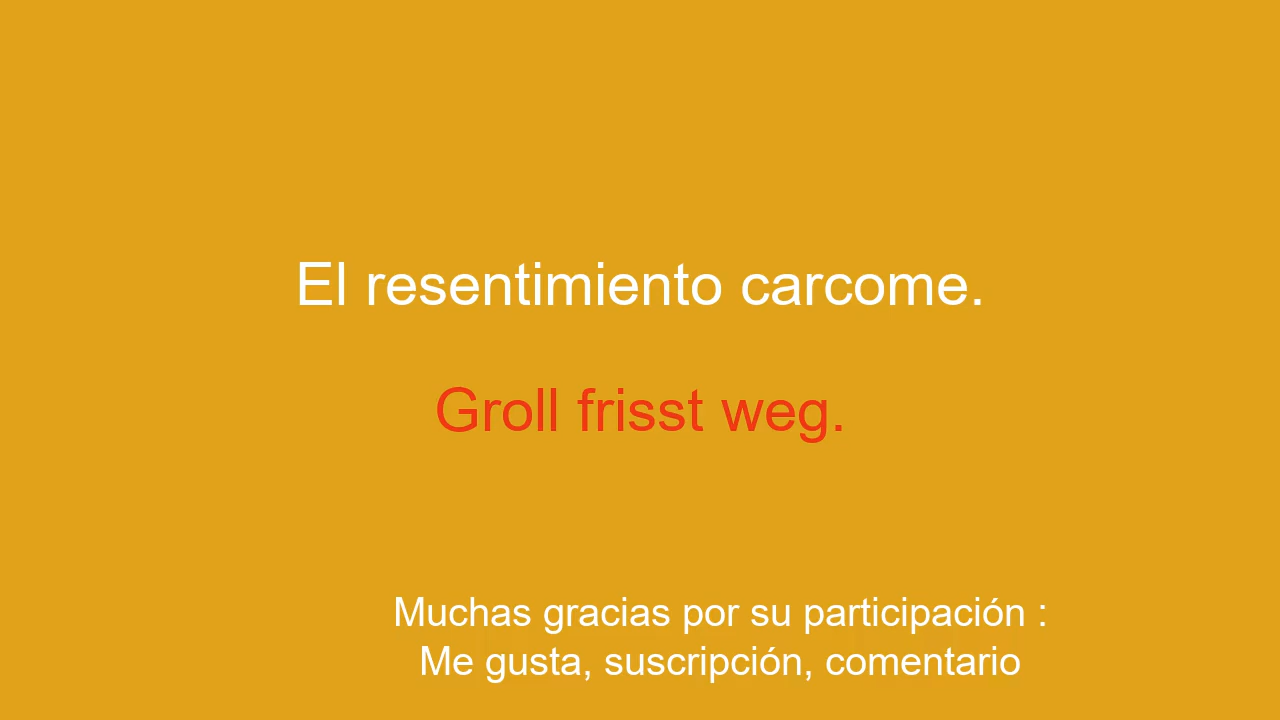 El resentimiento carcome.
Groll frisst weg.
Muchas gracias por su participación :
Me gusta, suscripción, comentario